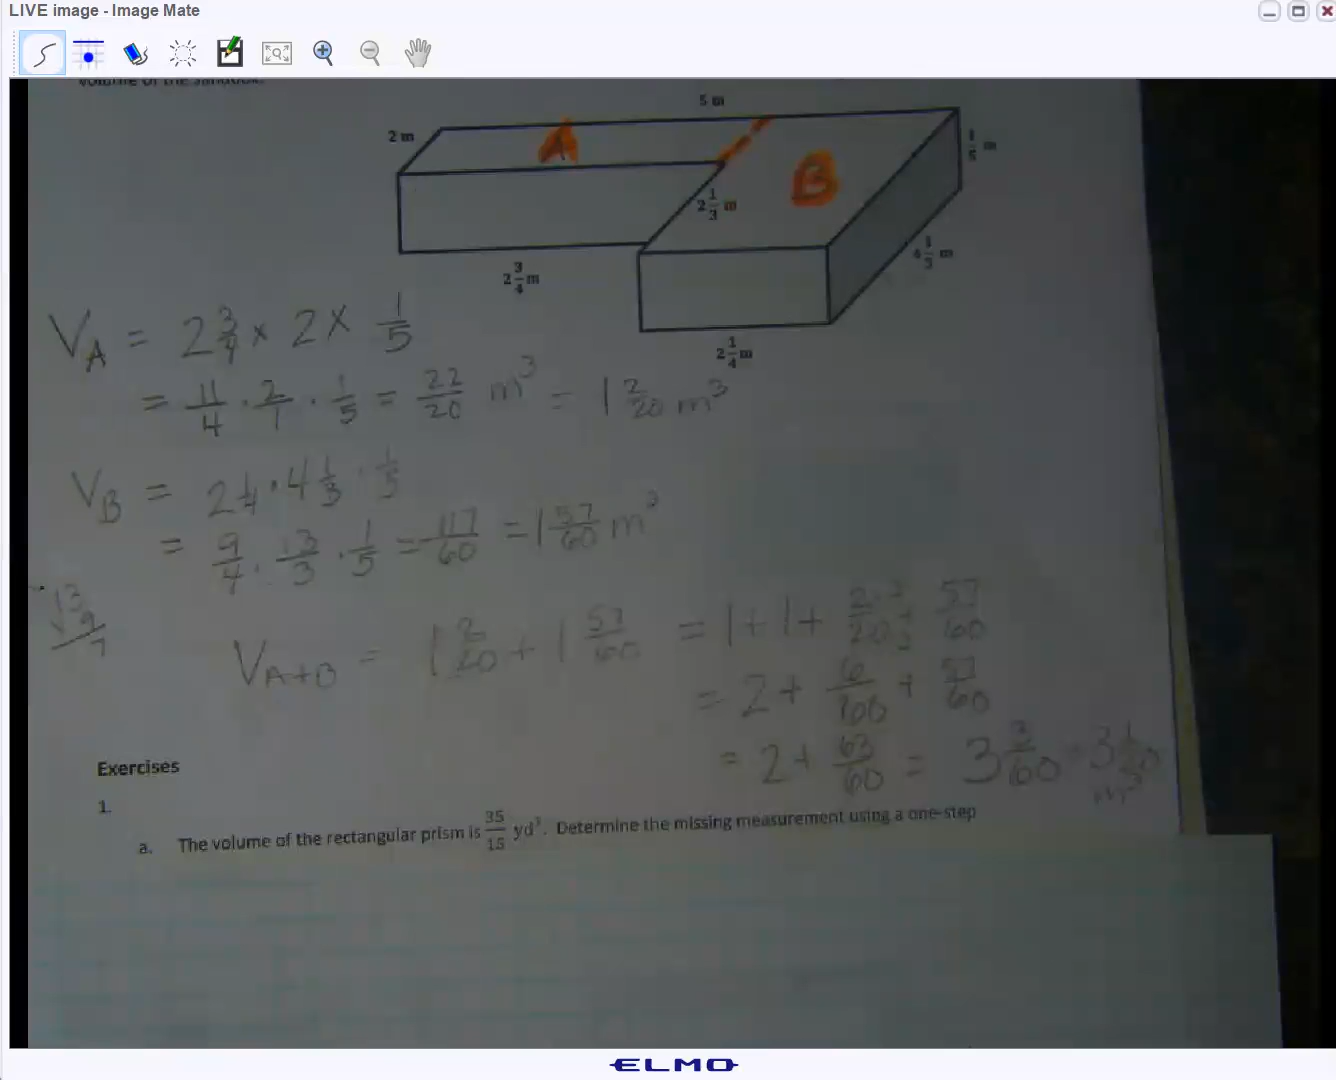 LIVE image - Image Mate
5 m
2 m
A
B
1/5 m
2 1/3 m
4 1/3 m
2 3/4 m
2 1/4 m
V_A = 2 3/4 × 2 × 1/5
= 11/4 · 2/1 · 1/5 = 22/20 m³ = 1 2/20 m³
V_B = 2 1/4 · 4 1/3 · 1/5
= 9/4 · 13/3 · 1/5 = 117/60 = 1 57/60 m³
13
9
7
V_A+B = 1 2/20 + 1 57/60 = 1 + 1 + 2·3/20·3 + 57/60
= 2 + 6/60 + 57/60
= 2 + 63/60 = 3 3/60 = 3 1/20 m³
Exercises
1.
a. The volume of the rectangular prism is 35/15 yd³. Determine the missing measurement using a one-step
ELMO